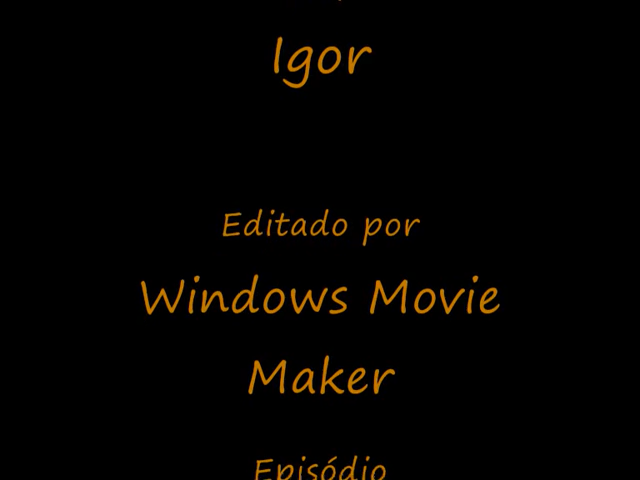 Igor
Editado por
Windows Movie
Maker
Episódio